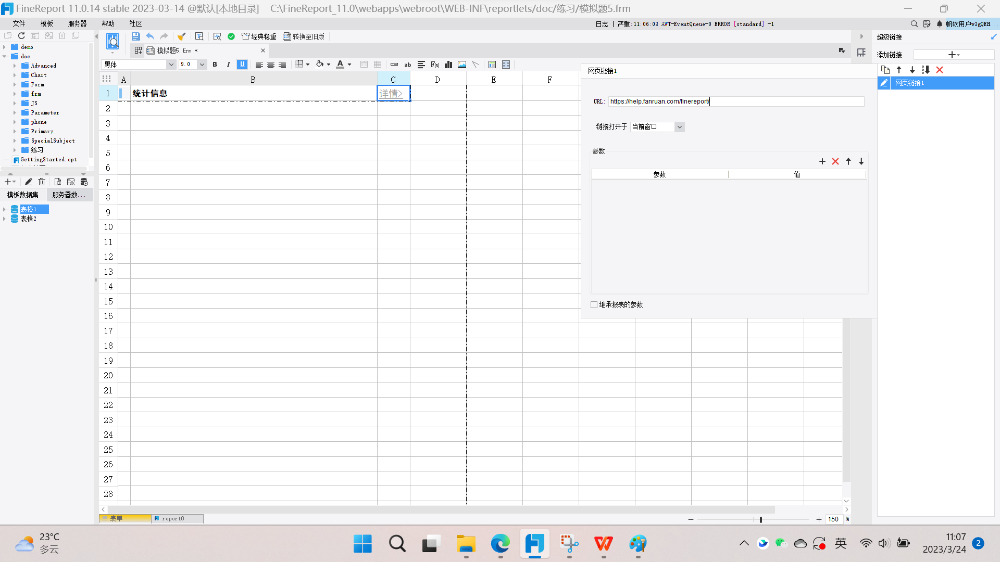 FineReport 11.0.14 stable 2023-03-14 @默认[本地目录]    C:\FineReport_11.0\webapps\webroot\WEB-INF\reportlets/doc/练习/模拟题5.frm
文件 模板 服务器 帮助 社区
日志 | 严重:11:06:03 AWT-EventQueue-0 ERROR [standard] -1
帆软用户w3gQEH...
经典稳重 转换至旧版
模拟题5.frm *
黑体 9.0 B I U A ab F(x)
demo
doc
Advanced
Chart
Form
frm
JS
Parameter
phone
Primary
SpecialSubject
练习
GettingStarted.cpt
模板数据集 服务器数...
表格1
表格2
A B C D E F
1 统计信息 详情>
2
3
4
5
6
7
8
9
10
11
12
13
14
15
16
17
18
19
20
21
22
23
24
25
26
27
28
网页链接1
URL: https://help.fanruan.com/finereport/
链接打开于 当前窗口
参数
参数 值
继承报表的参数
超级链接
添加链接
网页链接1
表单 report0
150 %
23°C
多云
英
11:07
2023/3/24
2